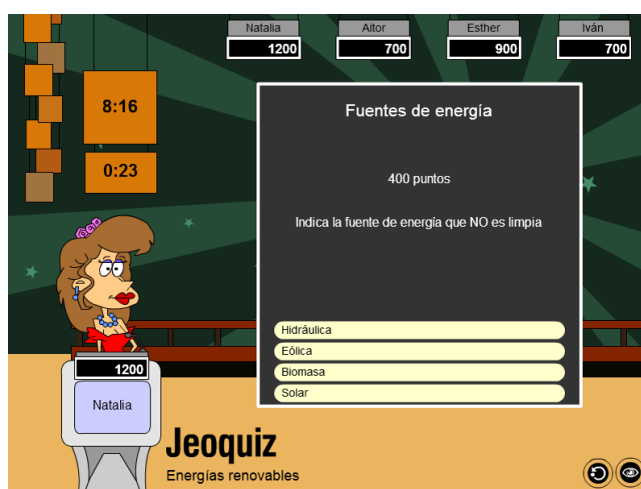 Natalia
1200
Aitor
700
Esther
900
Iván
700
8:16
0:23
Fuentes de energía
400 puntos
Indica la fuente de energía que NO es limpia
Hidráulica
Eólica
Biomasa
Solar
1200
Natalia
Jeoquiz
Energías renovables